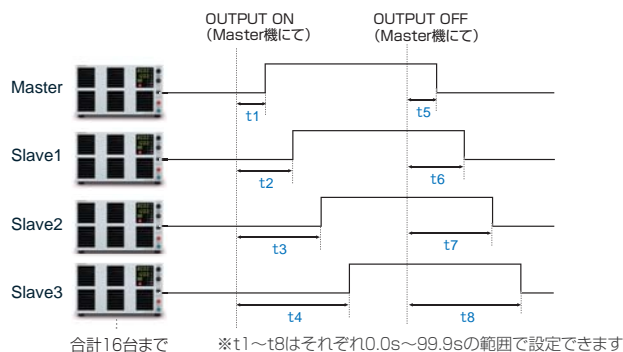 OUTPUT ON
（Master機にて）
OUTPUT OFF
（Master機にて）
Master
t1
t5
Slave1
t2
t6
Slave2
t3
t7
Slave3
t4
t8
合計16台まで
※t1～t8はそれぞれ0.0s～99.9sの範囲で設定できます